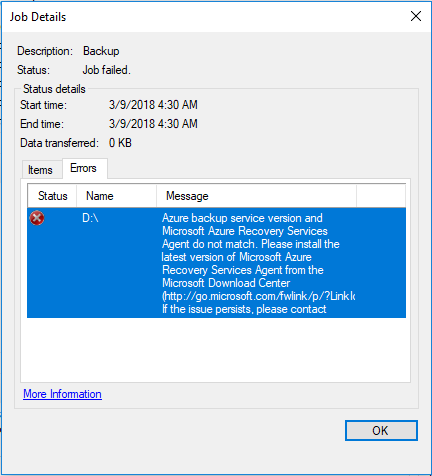 Job Details
Description: Backup
Status: Job failed.
Status details
Start time: 3/9/2018 4:30 AM
End time: 3/9/2018 4:30 AM
Data transferred: 0 KB
Items Errors
Status Name Message
D:\ Azure backup service version and
Microsoft Azure Recovery Services
Agent do not match. Please install the
latest version of Microsoft Azure
Recovery Services Agent from the
Microsoft Download Center
(http://go.microsoft.com/fwlink/p/?Link
If the issue persists, please contact
More Information
OK